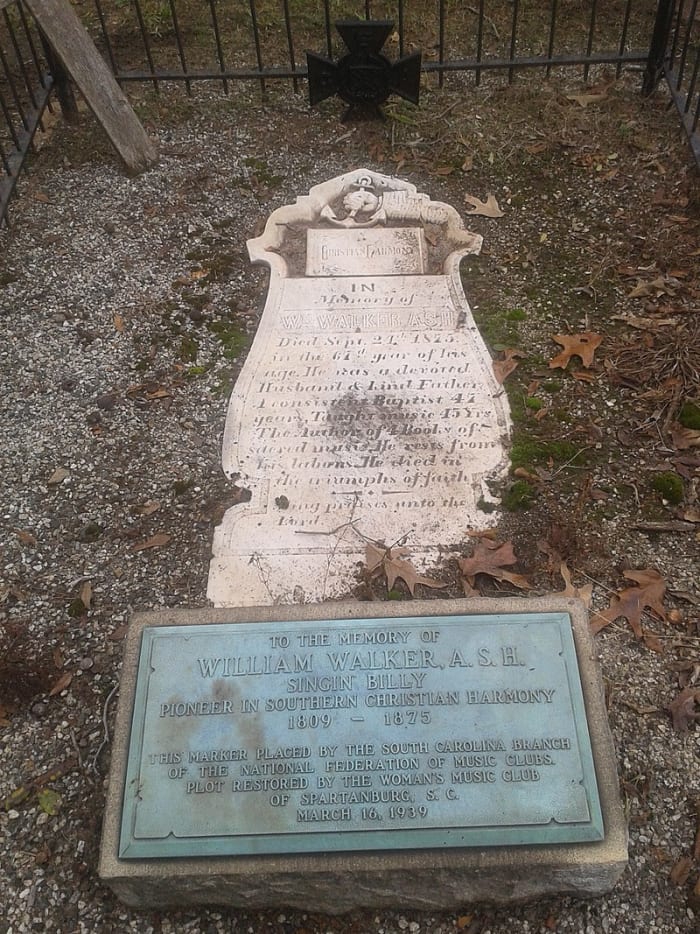 CHRISTIAN HARMONY
IN
Memory of
WM. WALKER, A.S.H.
Died Sept. 24th 1875,
in the 67th year of his
age. He was a devoted
Husband & kind Father
A consistent Baptist 47
years, Taught music 45 Yrs
The Author of 4 Books of
sacred music. He rests from
his labors. He died in
the triumphs of faith
praises unto the
Lord
TO THE MEMORY OF
WILLIAM WALKER, A.S.H.
SINGIN BILLY
PIONEER IN SOUTHERN CHRISTIAN HARMONY
1809 – 1875
THIS MARKER PLACED BY THE SOUTH CAROLINA BRANCH
OF THE NATIONAL FEDERATION OF MUSIC CLUBS.
PLOT RESTORED BY THE WOMAN'S MUSIC CLUB
OF SPARTANBURG, S. C.
MARCH 16, 1939